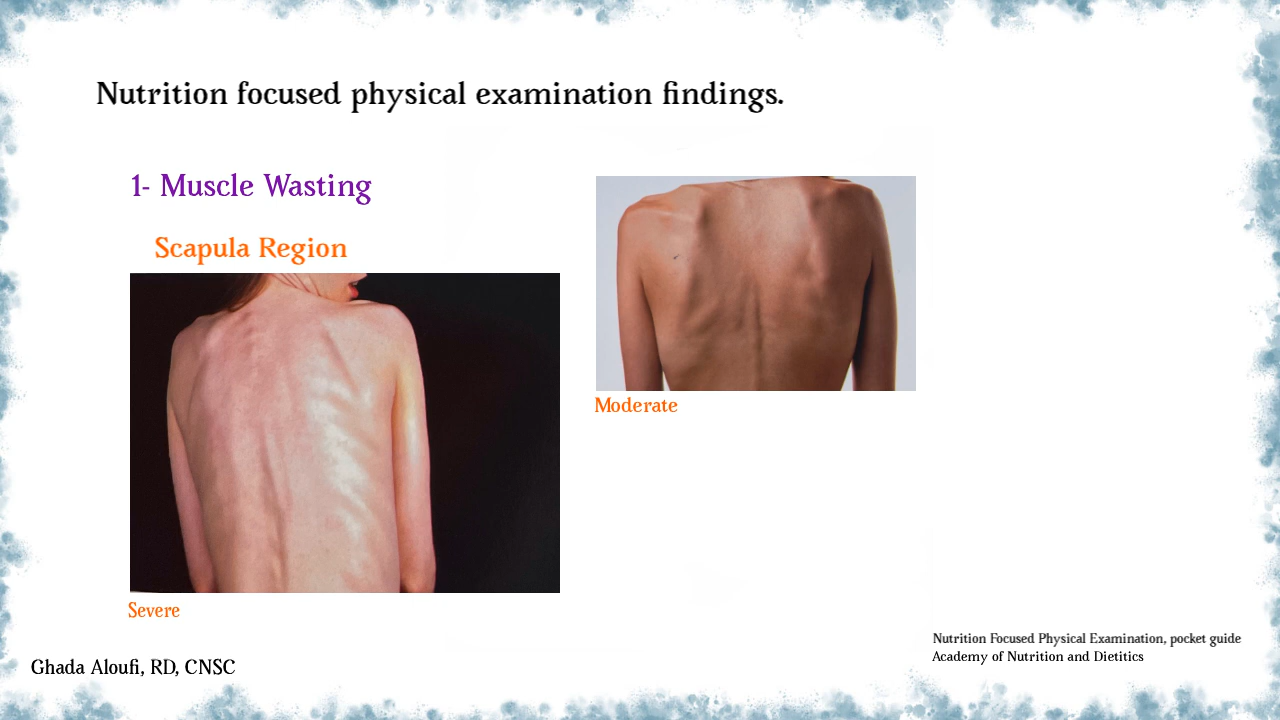 Nutrition focused physical examination findings.
1- Muscle Wasting
Scapula Region
Moderate
Severe
Nutrition Focused Physical Examination, pocket guide
Academy of Nutrition and Dietitics
Ghada Aloufi, RD, CNSC